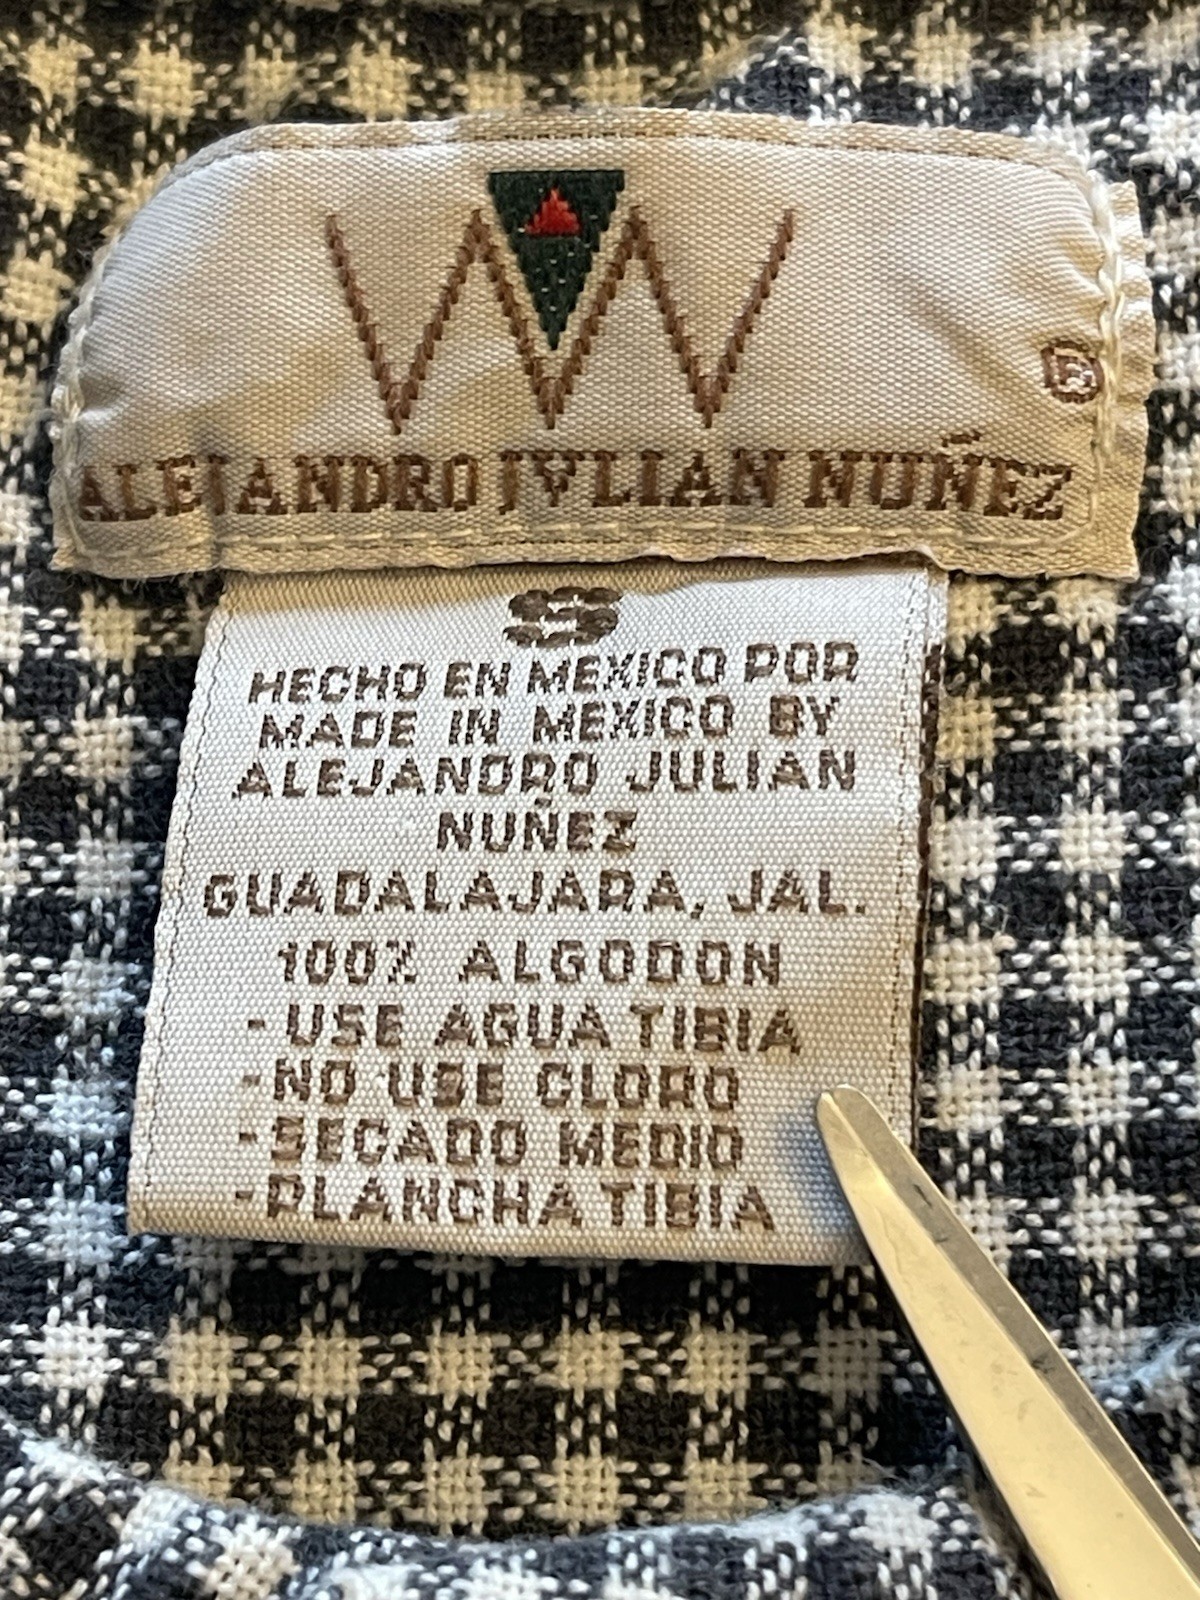 ®
ALEJANDRO JVLIAN NUÑEZ
S
HECHO EN MEXICO POR
MADE IN MEXICO BY
ALEJANDRO JULIAN
NUÑEZ
GUADALAJARA, JAL.
100% ALGODON
-USE AGUA TIBIA
-NO USE CLORO
-SECADO MEDIO
-PLANCHA TIBIA